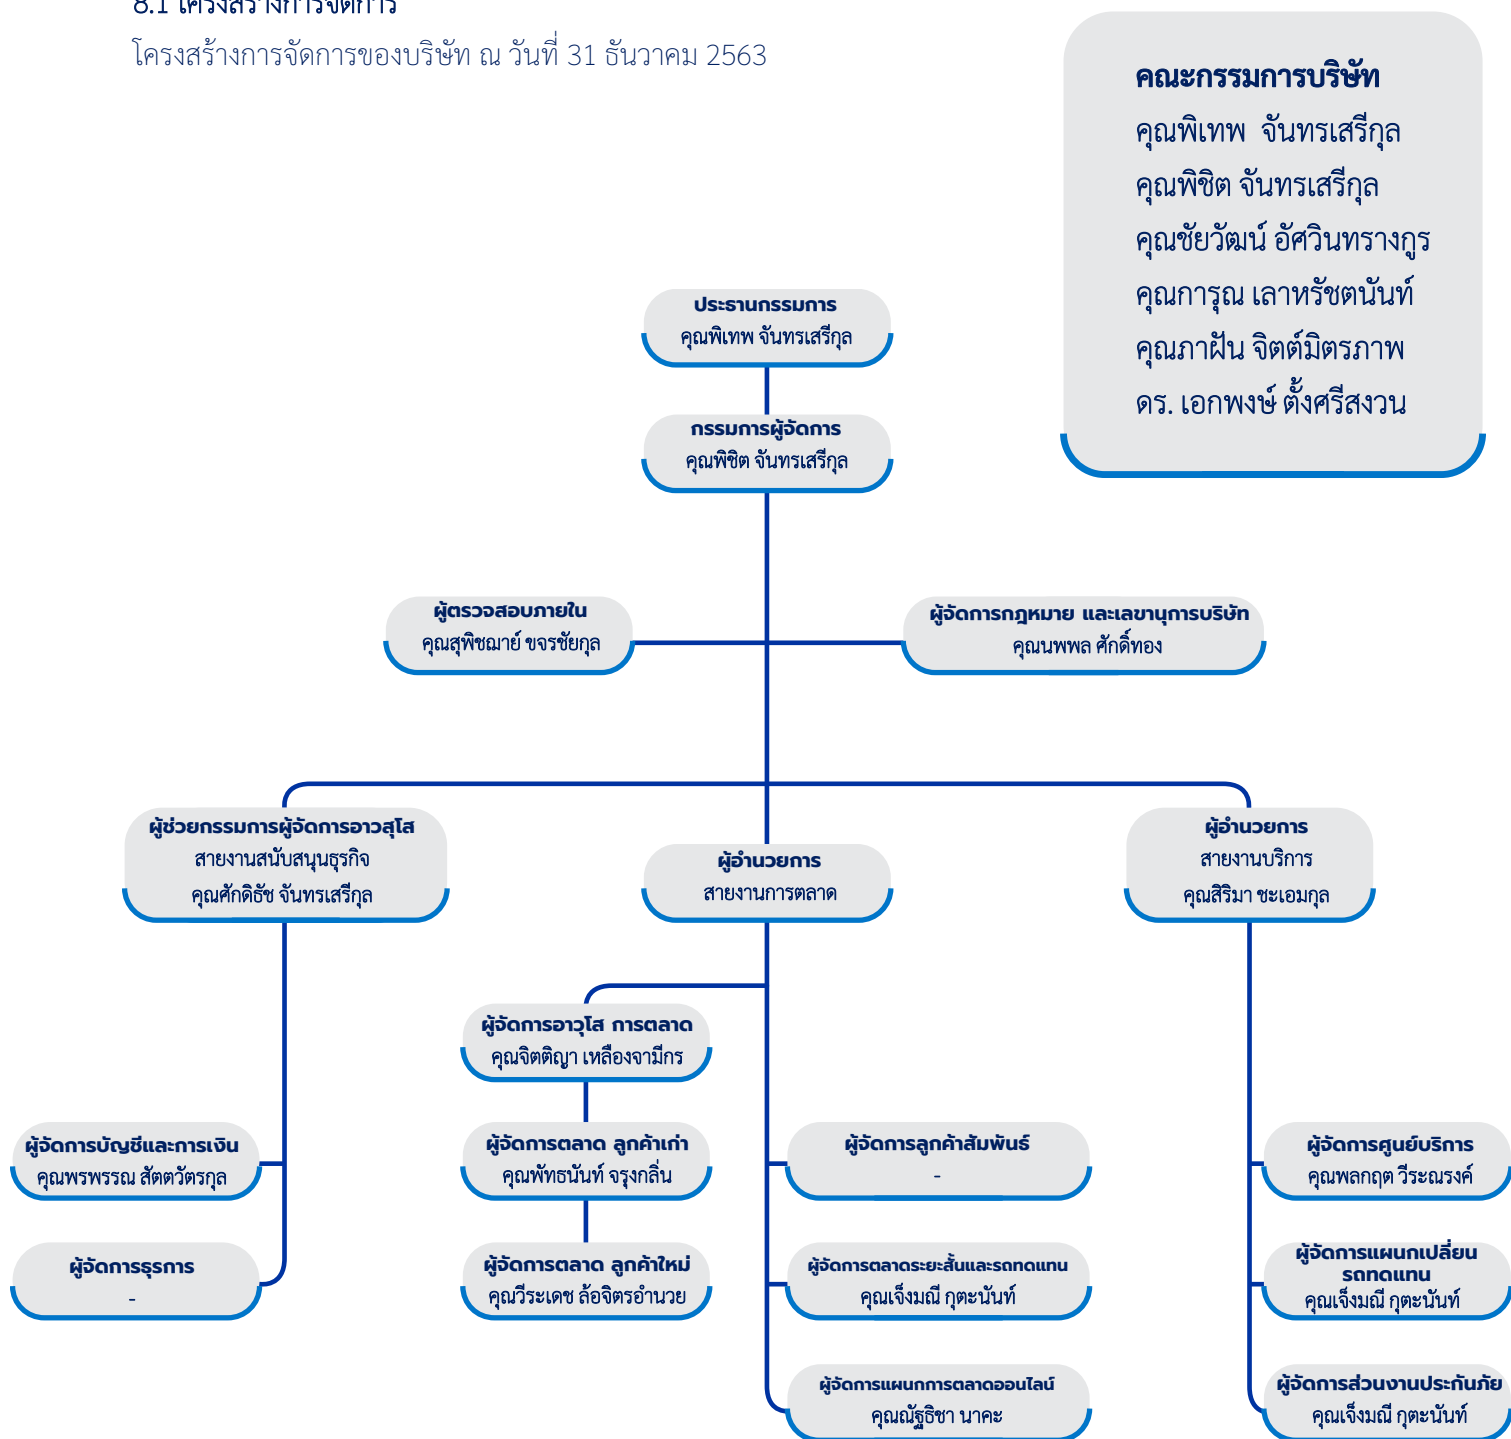 8.1 โครงสร้างการจัดการ
โครงสร้างการจัดการของบริษัท ณ วันที่ 31 ธันวาคม 2563
คณะกรรมการบริษัท
คุณพิเทพ จันทรเสรีกุล
คุณพิชิต จันทรเสรีกุล
คุณชัยวัฒน์ อัศวินทรางกูร
คุณการุณ เลาหรัชตนันท์
คุณภาฝัน จิตต์มิตรภาพ
ดร. เอกพงษ์ ตั้งศรีสงวน
ประธานกรรมการ
คุณพิเทพ จันทรเสรีกุล
กรรมการผู้จัดการ
คุณพิชิต จันทรเสรีกุล
ผู้ตรวจสอบภายใน
คุณสุพิชฌาย์ ขจรชัยกุล
ผู้จัดการกฎหมาย และเลขานุการบริษัท
คุณนพพล ศักดิ์ทอง
ผู้ช่วยกรรมการผู้จัดการอาวสุโส
สายงานสนับสนุนธุรกิจ
คุณศักดิธัช จันทรเสรีกุล
ผู้อำนวยการ
สายงานการตลาด
ผู้อำนวยการ
สายงานบริการ
คุณสิริมา ชะเอมกุล
ผู้จัดการอาวุโส การตลาด
คุณจิตติญา เหลืองจามีกร
ผู้จัดการบัญชีและการเงิน
คุณพรพรรณ สัตตวัตรกุล
ผู้จัดการตลาด ลูกค้าเก่า
คุณพัทธนันท์ จรุงกลิ่น
ผู้จัดการลูกค้าสัมพันธ์
-
ผู้จัดการศูนย์บริการ
คุณพลกฤต วีระณรงค์
ผู้จัดการธุรการ
-
ผู้จัดการตลาด ลูกค้าใหม่
คุณวีระเดช ล้อจิตรอำนวย
ผู้จัดการตลาดระยะสั้นและรถทดแทน
คุณเจ็งมณี กุตะนันท์
ผู้จัดการแผนกเปลี่ยน
รถทดแทน
คุณเจ็งมณี กุตะนันท์
ผู้จัดการแผนกการตลาดออนไลน์
คุณณัฐธิชา นาคะ
ผู้จัดการส่วนงานประกันภัย
คุณเจ็งมณี กุตะนันท์